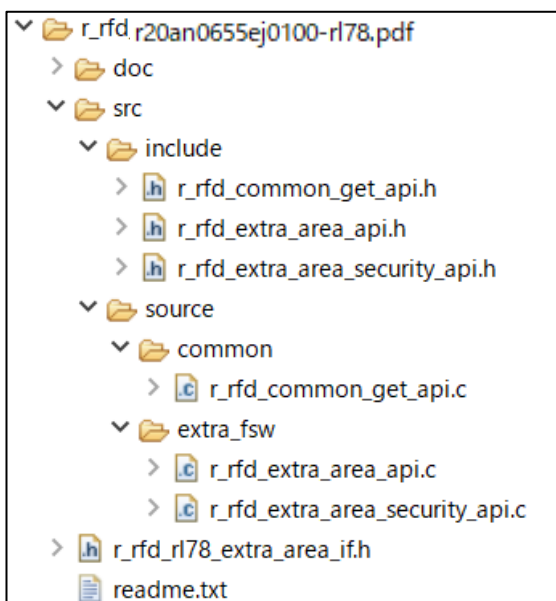 r_rfd r20an0655ej0100-rl78.pdf
doc
src
include
r_rfd_common_get_api.h
r_rfd_extra_area_api.h
r_rfd_extra_area_security_api.h
source
common
r_rfd_common_get_api.c
extra_fsw
r_rfd_extra_area_api.c
r_rfd_extra_area_security_api.c
r_rfd_rl78_extra_area_if.h
readme.txt